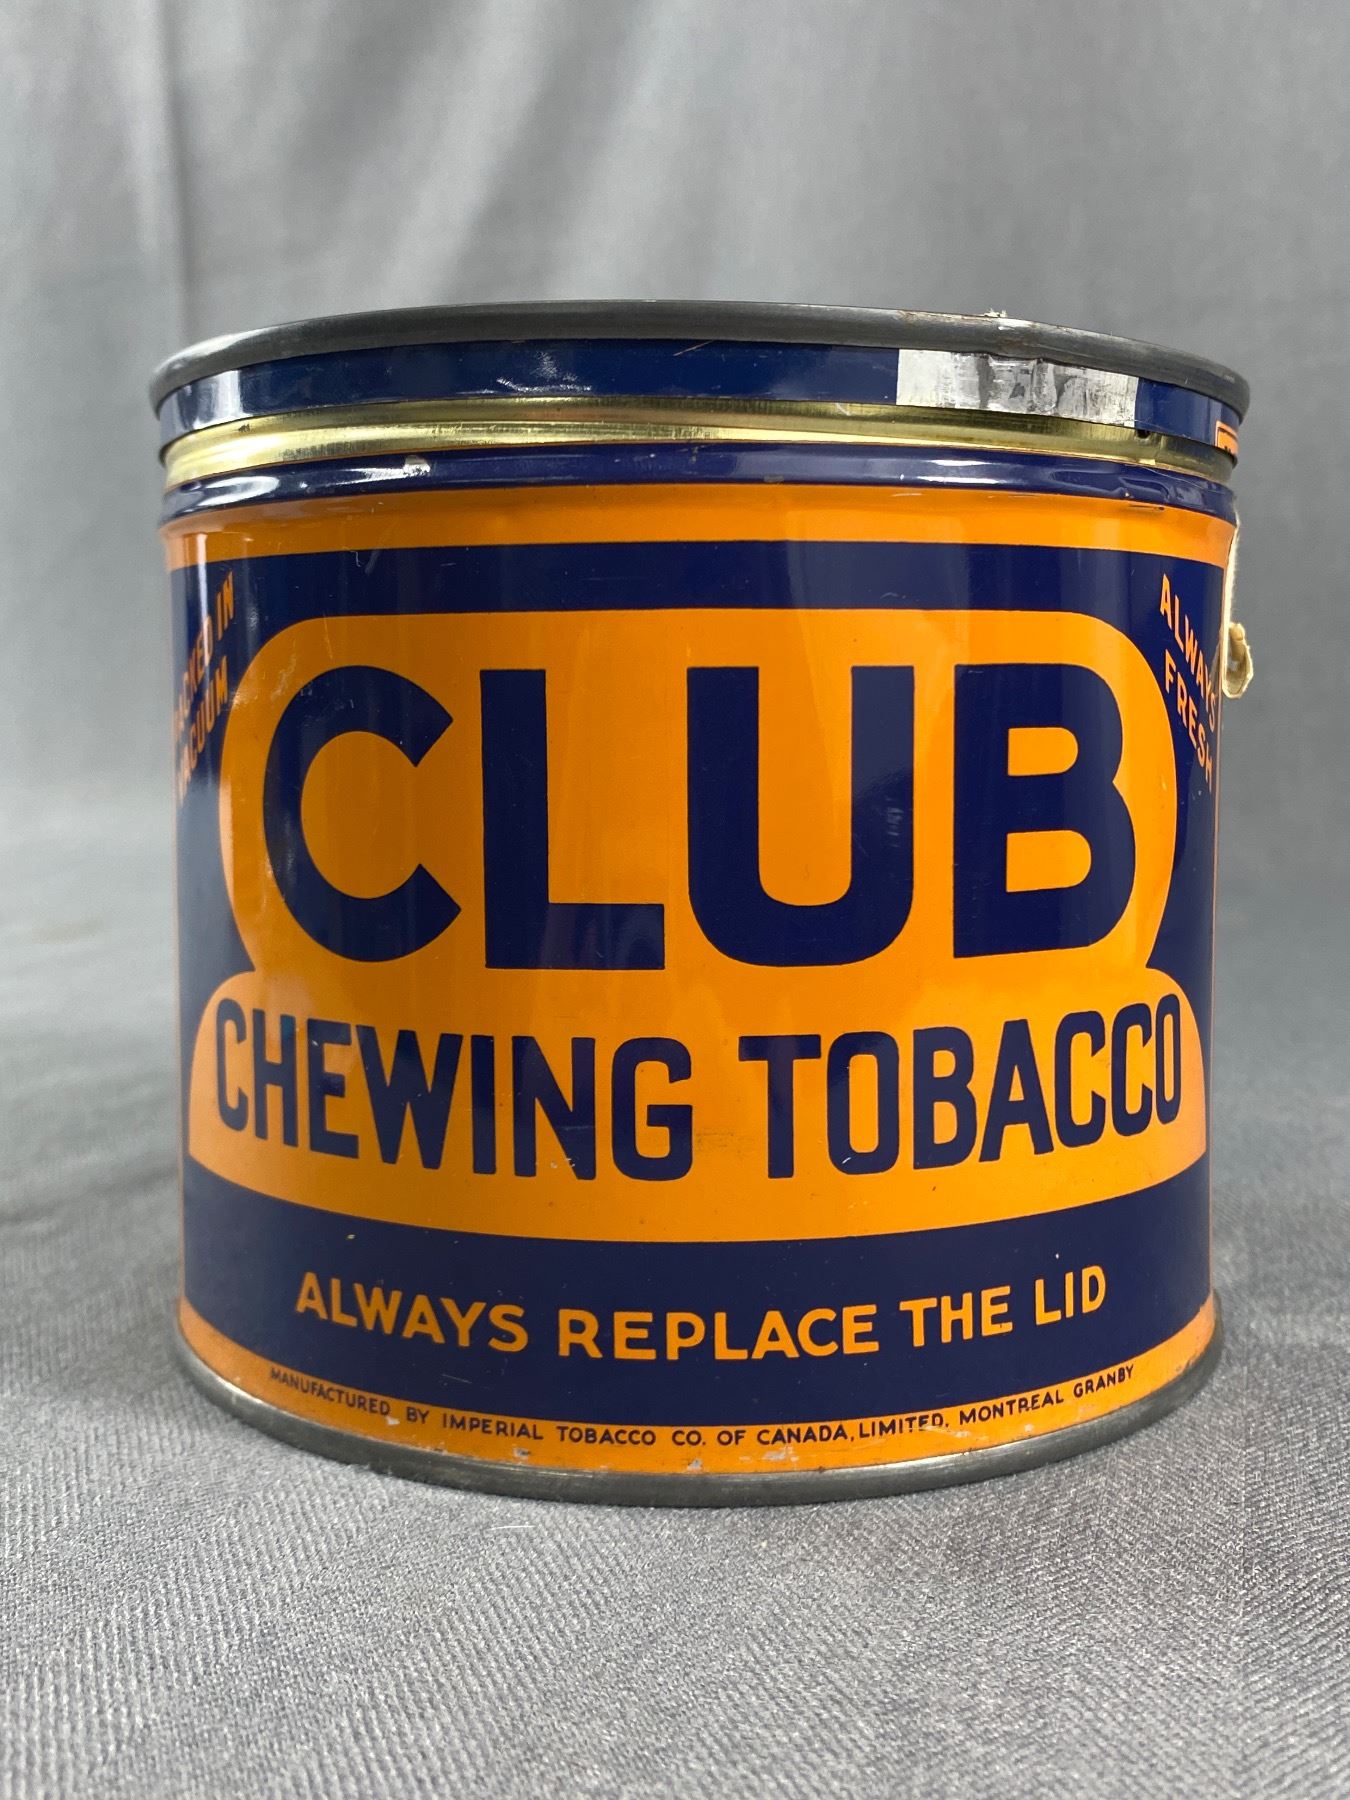 PACKED IN
VACUUM
ALWAYS
FRESH
CLUB
CHEWING TOBACCO
ALWAYS REPLACE THE LID
MANUFACTURED BY IMPERIAL TOBACCO CO. OF CANADA, LIMITED. MONTREAL GRANBY